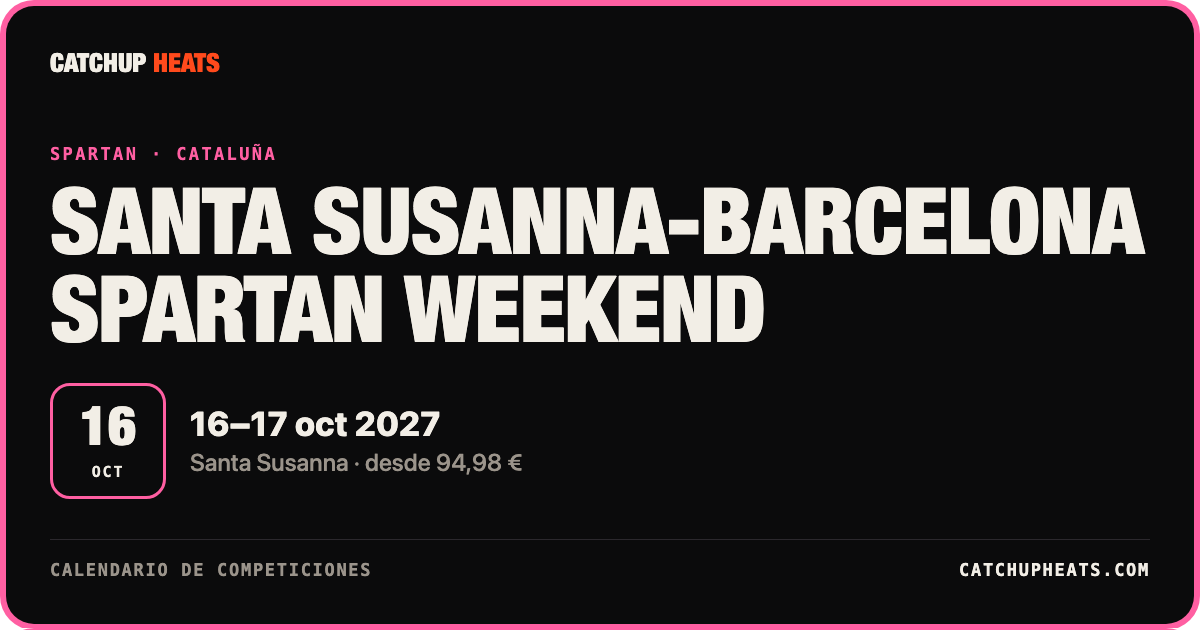 CATCHUP HEATS
SPARTAN · CATALUÑA
SANTA SUSANNA-BARCELONA
SPARTAN WEEKEND
16
OCT
16–17 oct 2027
Santa Susanna · desde 94,98 €
CALENDARIO DE COMPETICIONES
CATCHUPHEATS.COM